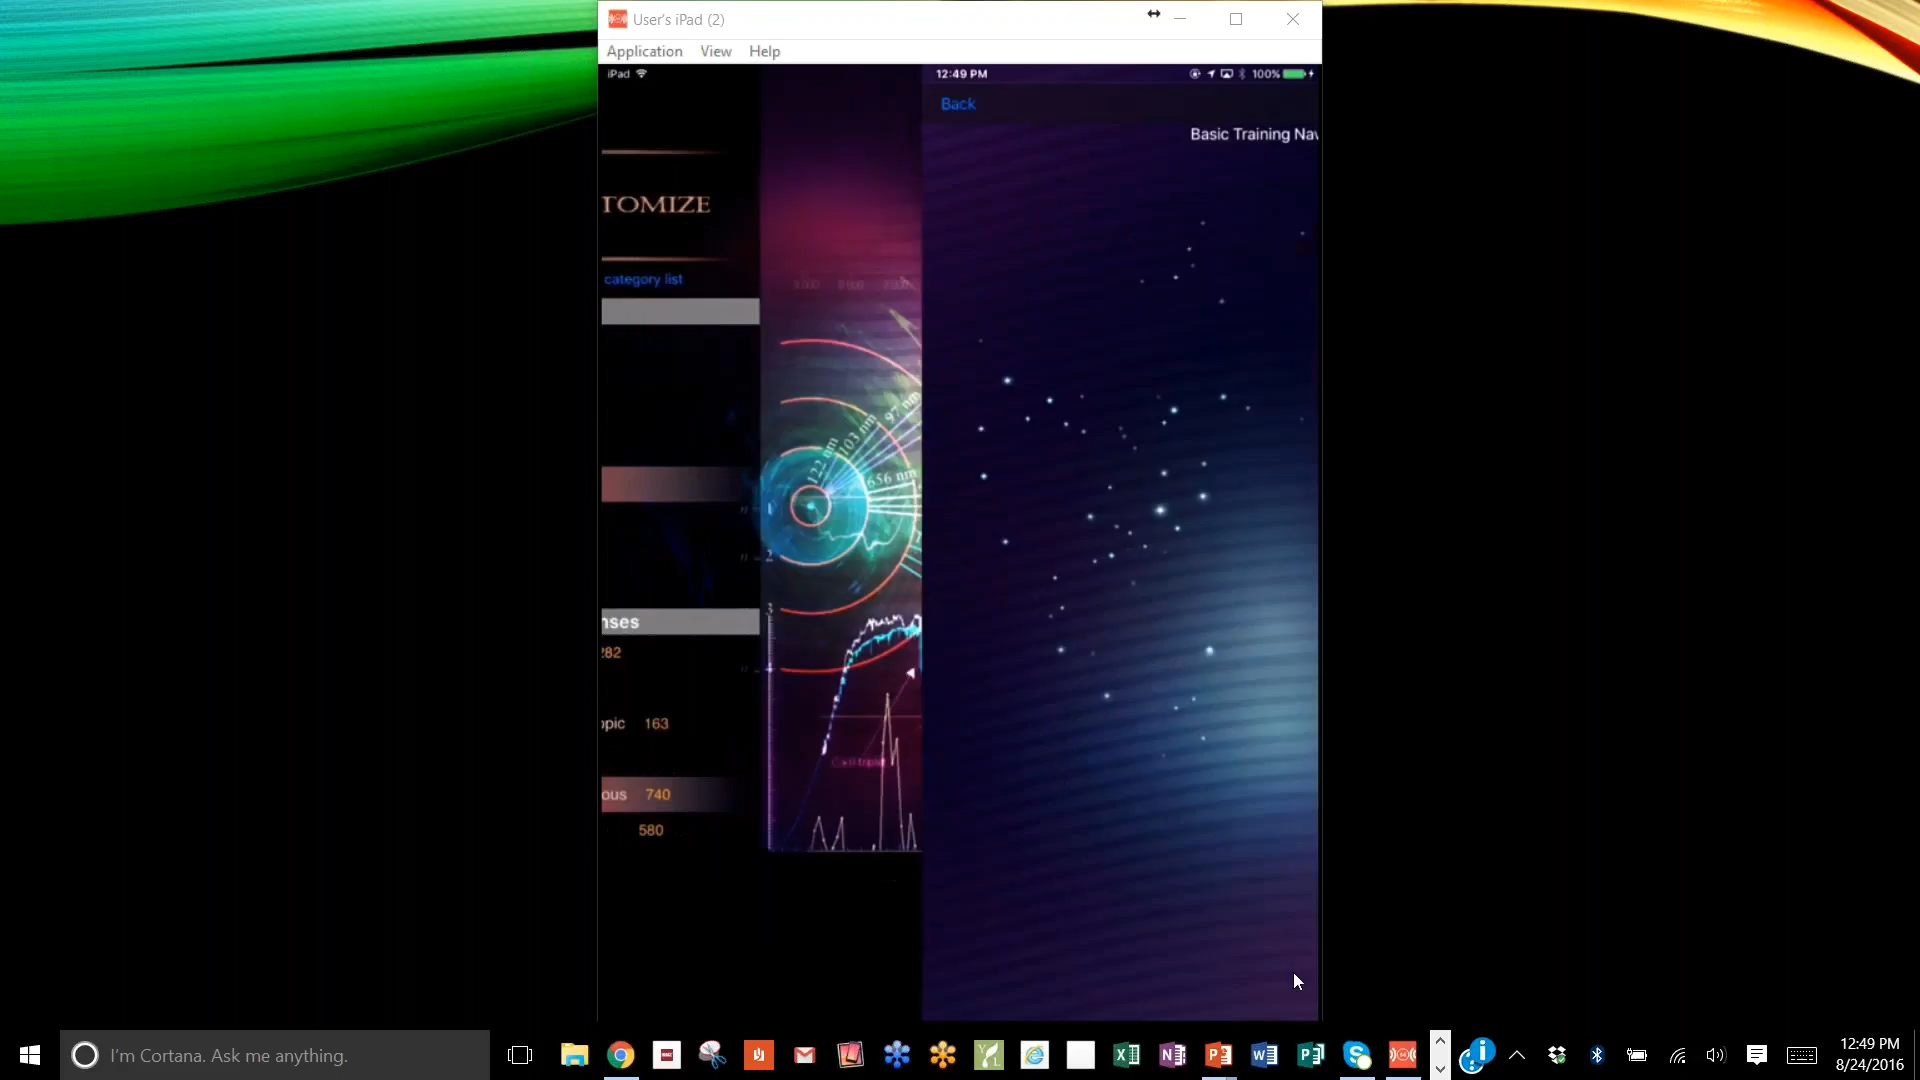 User's iPad (2)
Application View Help
iPad
12:49 PM
100%
Back
Basic Training Nav
TOMIZE
category list
122 nm
103 nm
97 nm
656 nm
nses
282
opic 163
ous 740
580
I'm Cortana. Ask me anything.
12:49 PM
8/24/2016